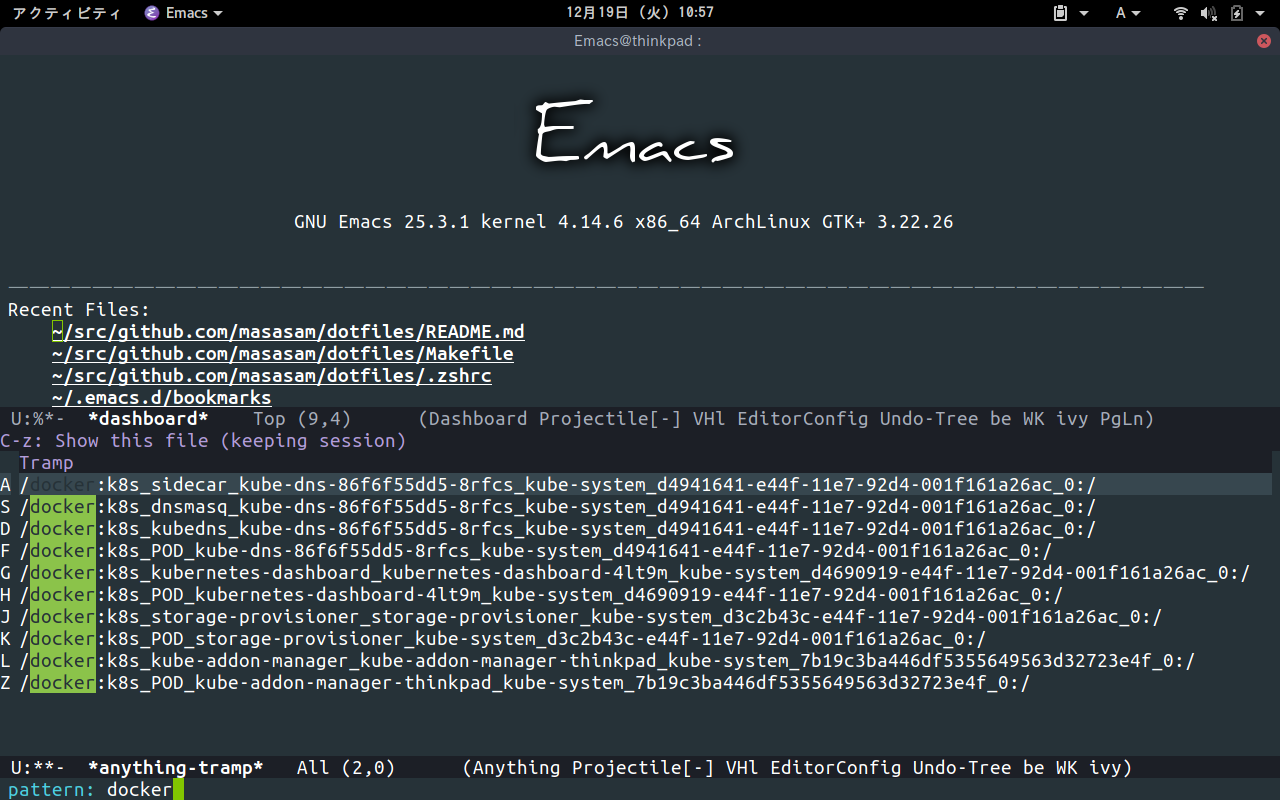 アクティビティ Emacs 12月19日 (火) 10:57 A
Emacs@thinkpad :
Emacs
GNU Emacs 25.3.1 kernel 4.14.6 x86_64 ArchLinux GTK+ 3.22.26
Recent Files:
~/src/github.com/masasam/dotfiles/README.md
~/src/github.com/masasam/dotfiles/Makefile
~/src/github.com/masasam/dotfiles/.zshrc
~/.emacs.d/bookmarks
U:%*- *dashboard* Top (9,4) (Dashboard Projectile[-] VHl EditorConfig Undo-Tree be WK ivy PgLn)
C-z: Show this file (keeping session)
Tramp
A /docker:k8s_sidecar_kube-dns-86f6f55dd5-8rfcs_kube-system_d4941641-e44f-11e7-92d4-001f161a26ac_0:/
S /docker:k8s_dnsmasq_kube-dns-86f6f55dd5-8rfcs_kube-system_d4941641-e44f-11e7-92d4-001f161a26ac_0:/
D /docker:k8s_kubedns_kube-dns-86f6f55dd5-8rfcs_kube-system_d4941641-e44f-11e7-92d4-001f161a26ac_0:/
F /docker:k8s_POD_kube-dns-86f6f55dd5-8rfcs_kube-system_d4941641-e44f-11e7-92d4-001f161a26ac_0:/
G /docker:k8s_kubernetes-dashboard_kubernetes-dashboard-4lt9m_kube-system_d4690919-e44f-11e7-92d4-001f161a26ac_0:/
H /docker:k8s_POD_kubernetes-dashboard-4lt9m_kube-system_d4690919-e44f-11e7-92d4-001f161a26ac_0:/
J /docker:k8s_storage-provisioner_storage-provisioner_kube-system_d3c2b43c-e44f-11e7-92d4-001f161a26ac_0:/
K /docker:k8s_POD_storage-provisioner_kube-system_d3c2b43c-e44f-11e7-92d4-001f161a26ac_0:/
L /docker:k8s_kube-addon-manager_kube-addon-manager-thinkpad_kube-system_7b19c3ba446df5355649563d32723e4f_0:/
Z /docker:k8s_POD_kube-addon-manager-thinkpad_kube-system_7b19c3ba446df5355649563d32723e4f_0:/
U:**- *anything-tramp* All (2,0) (Anything Projectile[-] VHl EditorConfig Undo-Tree be WK ivy)
pattern: docker